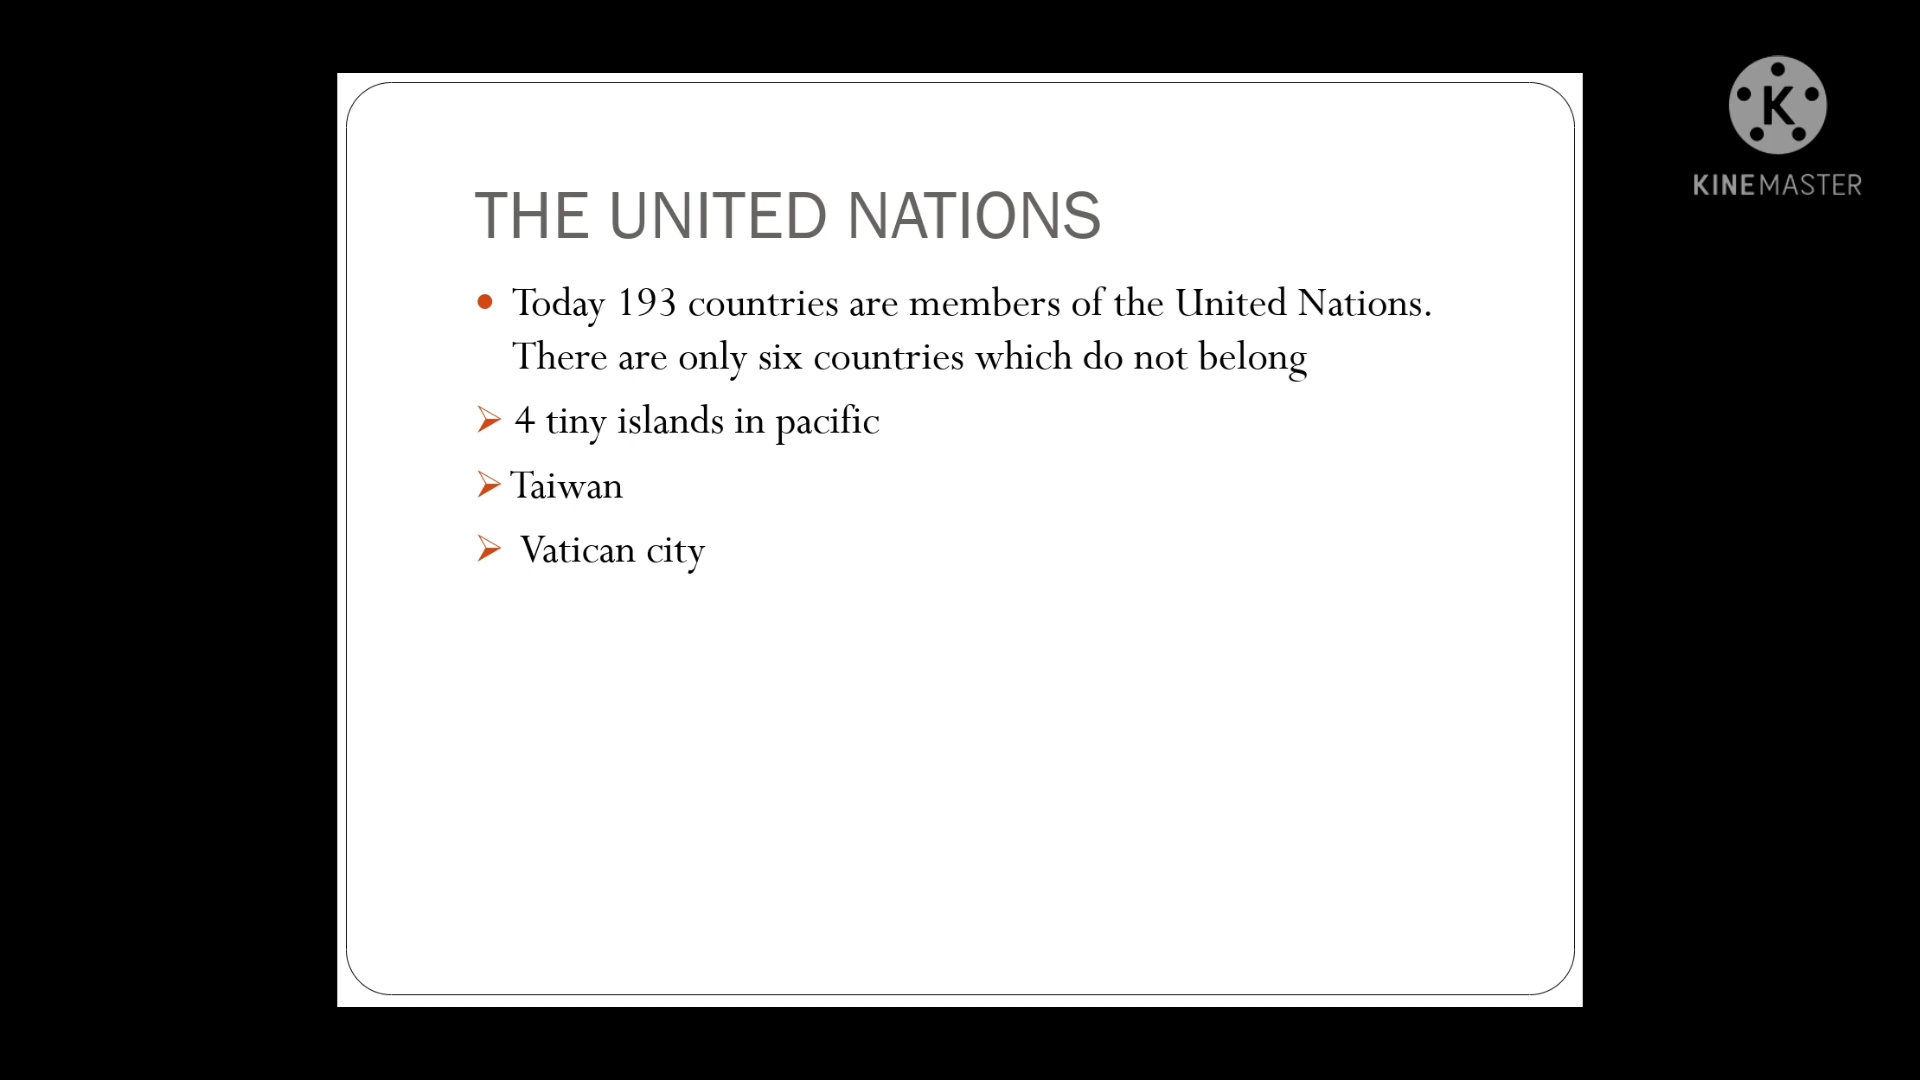 THE UNITED NATIONS
Today 193 countries are members of the United Nations.
There are only six countries which do not belong
4 tiny islands in pacific
Taiwan
Vatican city
K
KINEMASTER